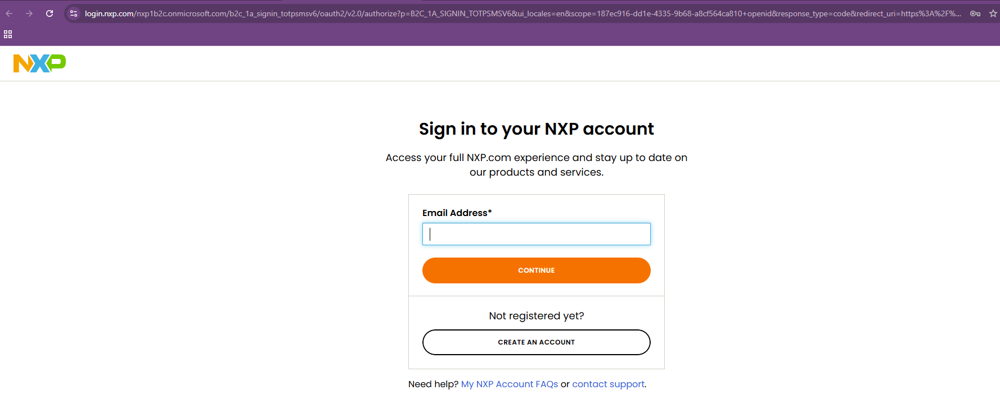 login.nxp.com/nxp1b2c.onmicrosoft.com/b2c_1a_signin_totpsmsv6/oauth2/v2.0/authorize?p=B2C_1A_SIGNIN_TOTPSMSV6&ui_locales=en&scope=187ec916-dd1e-4335-9b68-a8cf564ca810+openid&response_type=code&redirect_uri=https%3A%2F%...
NXP
Sign in to your NXP account
Access your full NXP.com experience and stay up to date on
our products and services.
Email Address*
CONTINUE
Not registered yet?
CREATE AN ACCOUNT
Need help? My NXP Account FAQs or contact support.